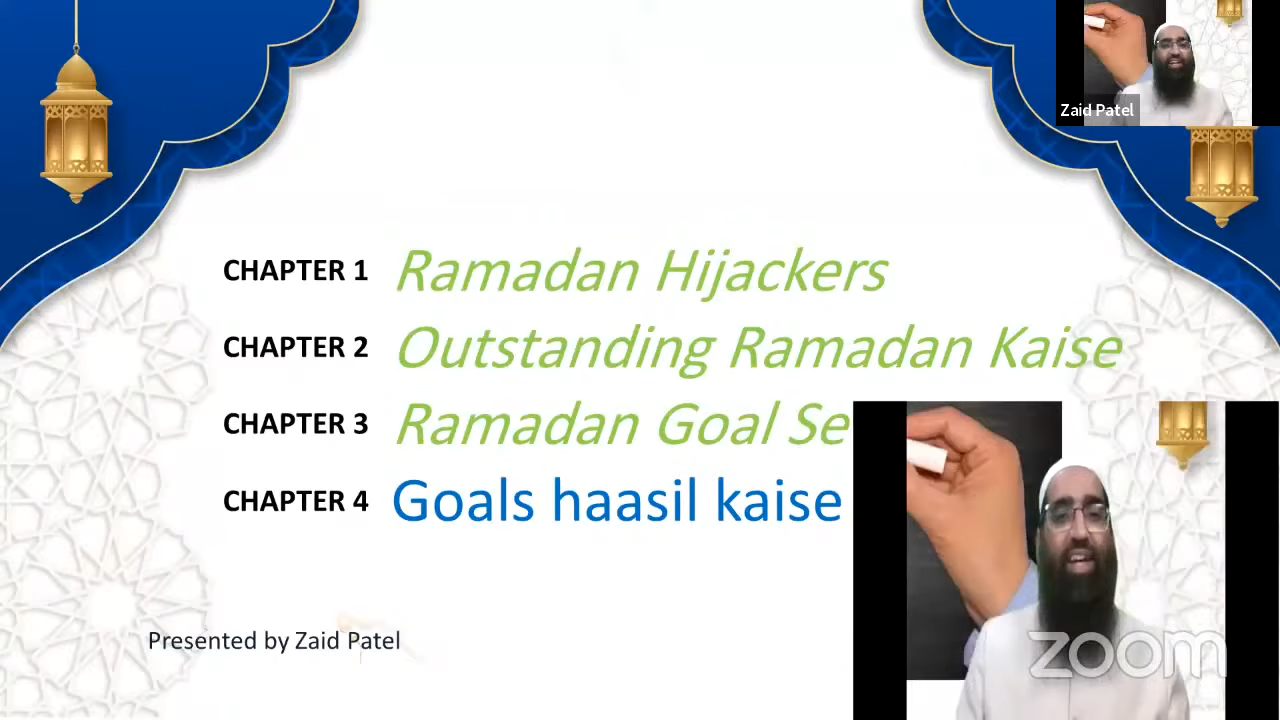 Zaid Patel
CHAPTER 1 Ramadan Hijackers
CHAPTER 2 Outstanding Ramadan Kaise
CHAPTER 3 Ramadan Goal Se
CHAPTER 4 Goals haasil kaise
Presented by Zaid Patel
zoom